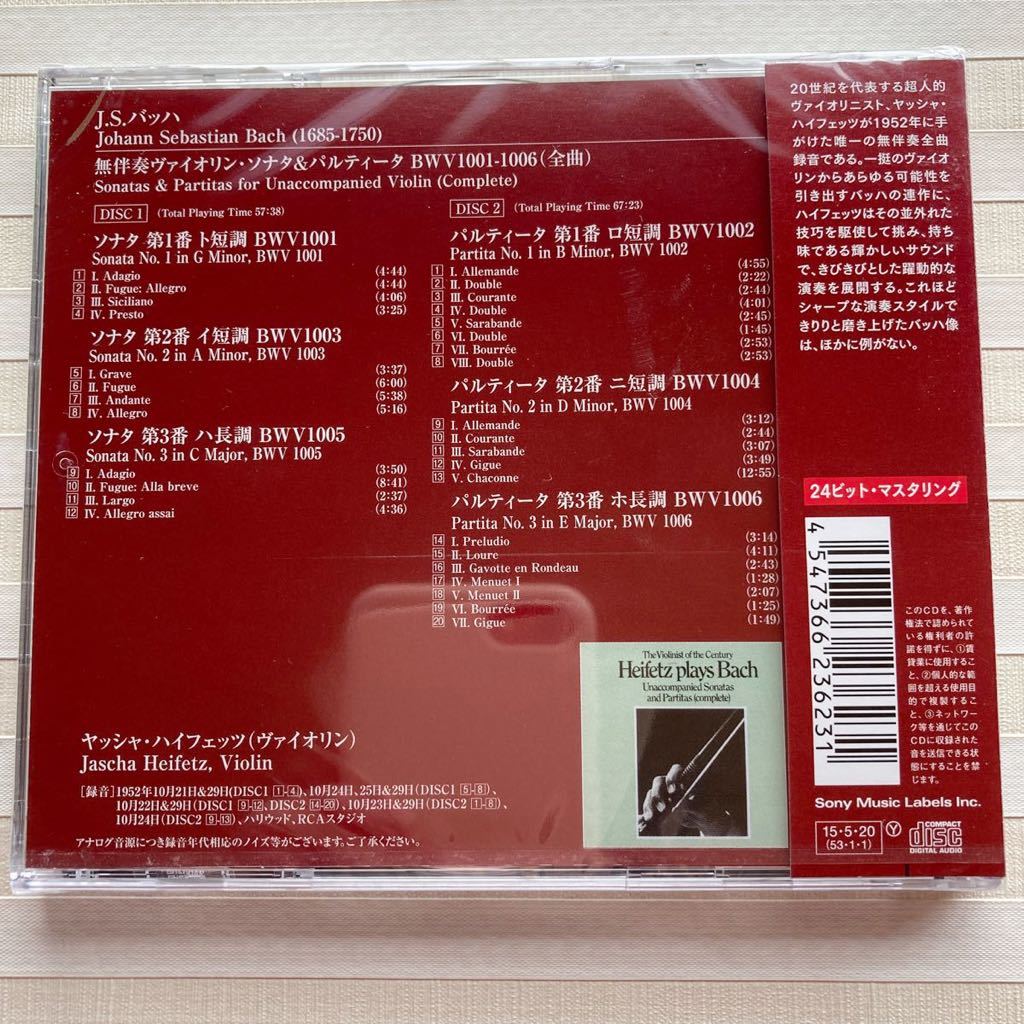 J.S.バッハ
Johann Sebastian Bach (1685-1750)
無伴奏ヴァイオリン・ソナタ&パルティータ BWV1001-1006(全曲)
Sonatas & Partitas for Unaccompanied Violin (Complete)
DISC 1 (Total Playing Time 57:38)
ソナタ 第1番 ト短調 BWV1001
Sonata No. 1 in G Minor, BWV 1001
1 I. Adagio (4:44)
2 II. Fugue: Allegro (4:44)
3 III. Siciliano (4:06)
4 IV. Presto (3:25)
ソナタ 第2番 イ短調 BWV1003
Sonata No. 2 in A Minor, BWV 1003
5 I. Grave (3:37)
6 II. Fugue (6:00)
7 III. Andante (5:38)
8 IV. Allegro (5:16)
ソナタ 第3番 ハ長調 BWV1005
Sonata No. 3 in C Major, BWV 1005
9 I. Adagio (3:50)
10 II. Fugue: Alla breve (8:41)
11 III. Largo (2:37)
12 IV. Allegro assai (4:36)
DISC 2 (Total Playing Time 67:23)
パルティータ 第1番 ロ短調 BWV1002
Partita No. 1 in B Minor, BWV 1002
1 I. Allemande (4:55)
2 II. Double (2:22)
3 III. Courante (2:44)
4 IV. Double (4:01)
5 V. Sarabande (2:45)
6 VI. Double (1:45)
7 VII. Bourrée (2:53)
8 VIII. Double (2:53)
パルティータ 第2番 ニ短調 BWV1004
Partita No. 2 in D Minor, BWV 1004
9 I. Allemande (3:12)
10 II. Courante (2:44)
11 III. Sarabande (3:07)
12 IV. Gigue (3:49)
13 V. Chaconne (12:55)
パルティータ 第3番 ホ長調 BWV1006
Partita No. 3 in E Major, BWV 1006
14 I. Preludio (3:14)
15 II. Loure (4:11)
16 III. Gavotte en Rondeau (2:43)
17 IV. Menuet I (1:28)
18 V. Menuet II (2:07)
19 VI. Bourrée (1:25)
20 VII. Gigue (1:49)
The Violinist of the Century
Heifetz plays Bach
Unaccompanied Sonatas
and Partitas (complete)
ヤッシャ・ハイフェッツ(ヴァイオリン)
Jascha Heifetz, Violin
[録音]1952年10月21日&29日(DISC1 1-4)、10月24日、25日&29日(DISC1 5-8)、
10月22日&29日(DISC1 9-12、DISC2 14-20)、10月23日&29日(DISC2 1-8)、
10月24日(DISC2 9-13)、ハリウッド、RCAスタジオ
アナログ音源につき録音年代相応のノイズ等がございます。ご了承ください。
20世紀を代表する超人的
ヴァイオリニスト、ヤッシャ・
ハイフェッツが1952年に手
がけた唯一の無伴奏全曲
録音である。一挺のヴァイオ
リンからあらゆる可能性を
引き出すバッハの連作に、
ハイフェッツはその並外れた
技巧を駆使して挑み、持ち
味である輝かしいサウンド
で、きびきびとした躍動的な
演奏を展開する。これほど
シャープな演奏スタイルで
きりりと磨き上げたバッハ像
は、ほかに例がない。
24ビット・マスタリング
4 547366 236231
このCDを、著作
権法で認められて
いる権利者の許
諾を得ずに、①賃
貸業に使用するこ
と、②個人的な範
囲を超える使用目
的で複製するこ
と、③ネットワー
ク等を通じてこの
CDに収録された
音を送信できる状
態にすることを禁
じます。
Sony Music Labels Inc.
15・5・20 Y
(53・1・1)
COMPACT
disc
DIGITAL AUDIO